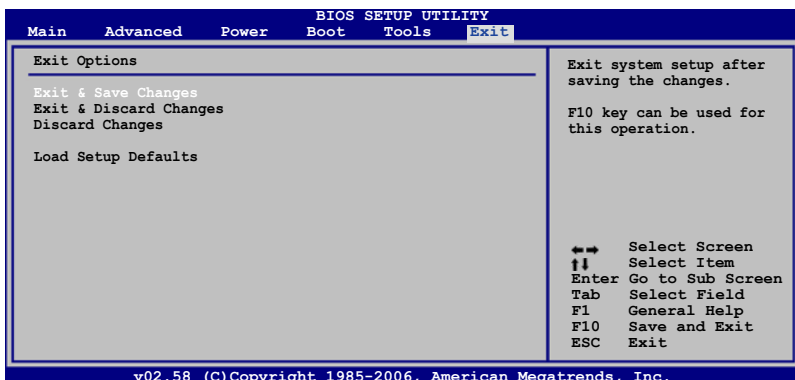 BIOS SETUP UTILITY
Main Advanced Power Boot Tools Exit
Exit Options
Exit & Save Changes
Exit & Discard Changes
Discard Changes
Load Setup Defaults
Exit system setup after
saving the changes.
F10 key can be used for
this operation.
←→ Select Screen
↑↓ Select Item
Enter Go to Sub Screen
Tab Select Field
F1 General Help
F10 Save and Exit
ESC Exit
v02.58 (C)Copyright 1985-2006, American Megatrends, Inc.